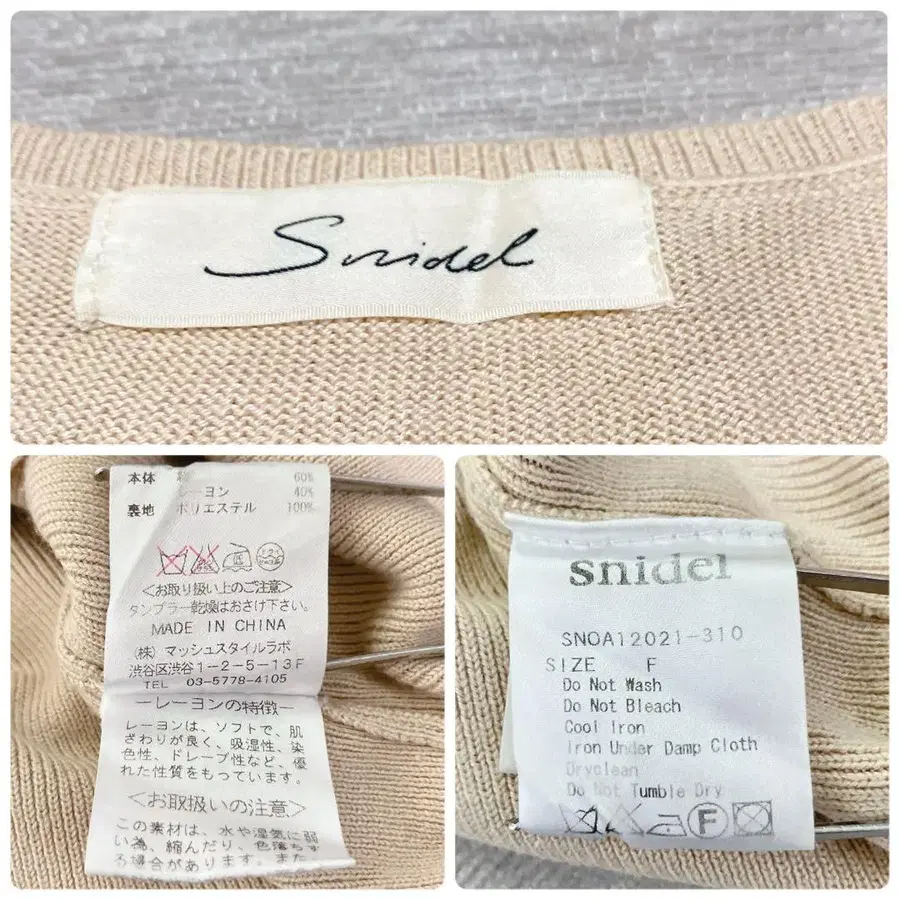 Snidel
本体 綿 60%
レーヨン 40%
裏地 ポリエステル 100%
<お取り扱い上のご注意>
タンブラー乾燥はおさけ下さい。
MADE IN CHINA
(株) マッシュスタイルラボ
渋谷区渋谷1-2-5-13F
TEL 03-5778-4105
ーレーヨンの特徴ー
レーヨンは、ソフトで、肌
ざわりが良く、吸湿性、染
色性、ドレープ性など、優
れた性質をもっています。
<お取扱いの注意>
この素材は、水や湿気に弱
い為、縮んだり、色落ちす
る場合があります。また
snidel
SNOA12021-310
SIZE F
Do Not Wash
Do Not Bleach
Cool Iron
Iron Under Damp Cloth
Dryclean
Do Not Tumble Dry
F